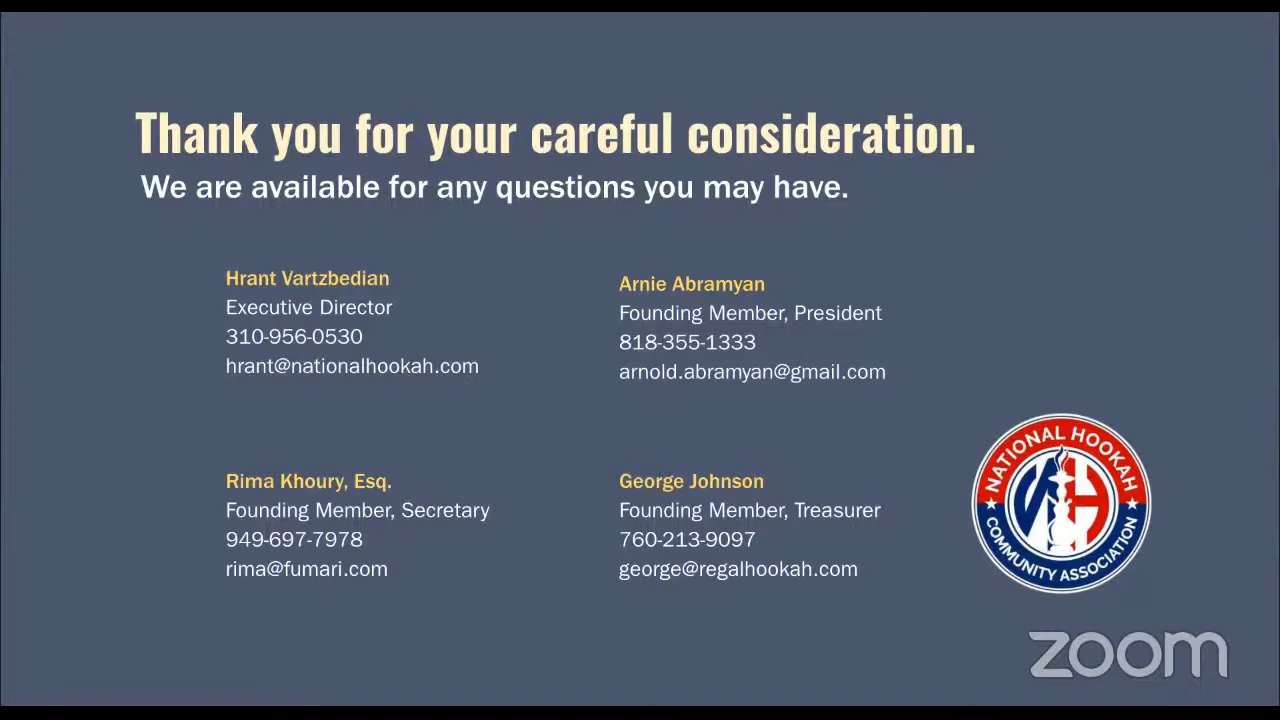 Thank you for your careful consideration.
We are available for any questions you may have.
Hrant Vartzbedian
Executive Director
310-956-0530
hrant@nationalhookah.com
Arnie Abramyan
Founding Member, President
818-355-1333
arnold.abramyan@gmail.com
Rima Khoury, Esq.
Founding Member, Secretary
949-697-7978
rima@fumari.com
George Johnson
Founding Member, Treasurer
760-213-9097
george@regalhookah.com
NATIONAL HOOKAH
COMMUNITY ASSOCIATION
zoom